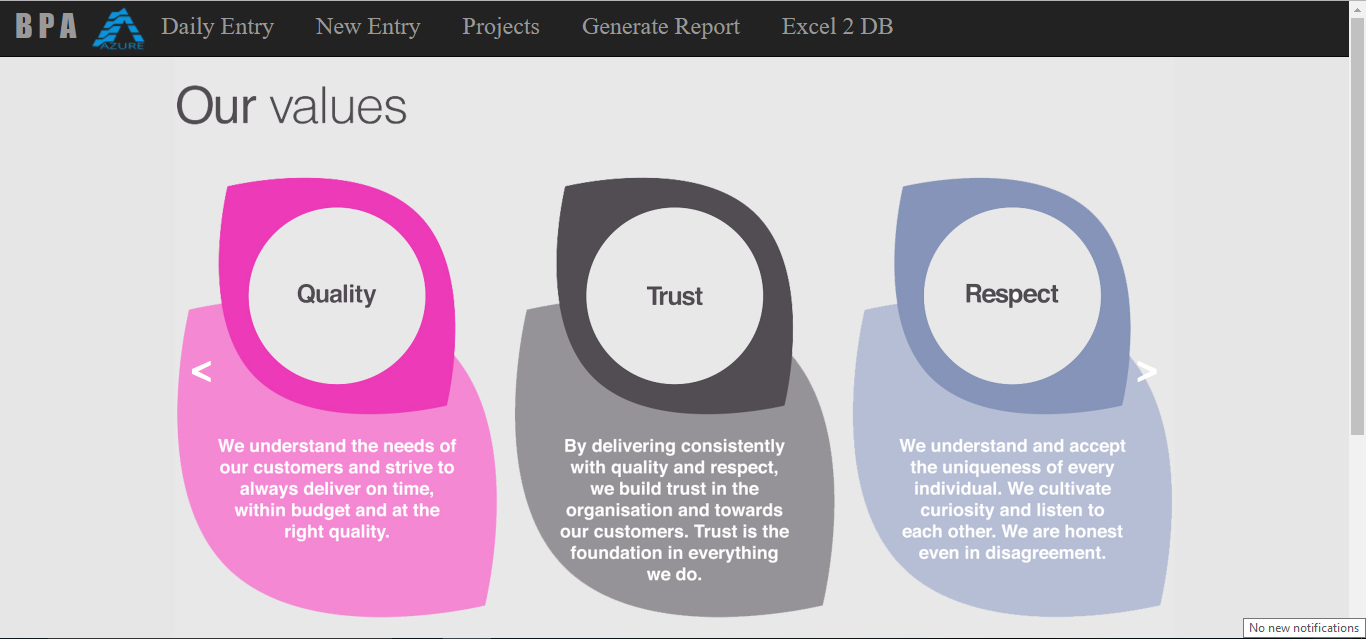 BPA AZURE Daily Entry New Entry Projects Generate Report Excel 2 DB
Our values
Quality
Trust
Respect
<
>
We understand the needs of
our customers and strive to
always deliver on time,
within budget and at the
right quality.
By delivering consistently
with quality and respect,
we build trust in the
organisation and towards
our customers. Trust is the
foundation in everything
we do.
We understand and accept
the uniqueness of every
individual. We cultivate
curiosity and listen to
each other. We are honest
even in disagreement.
No new notifications